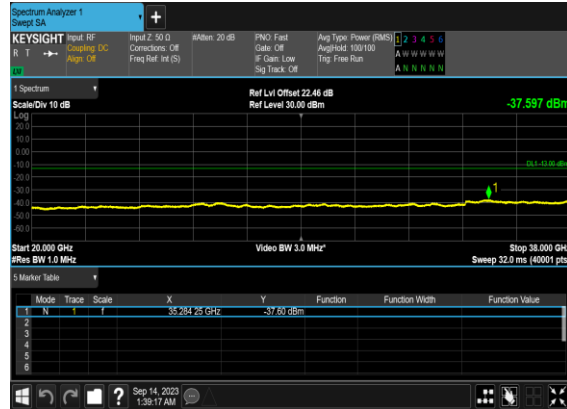 Spectrum Analyzer 1
Swept SA
+
KEYSIGHT Input: RF Input Z: 50 Ω #Atten: 20 dB PNO: Fast Avg Type: Power (RMS) 1 2 3 4 5 6
R T Coupling: DC Corrections: Off Gate: Off Avg|Hold: 100/100 A W W W W W
Align: Off Freq Ref: Int (S) IF Gain: Low Trig: Free Run
Sig Track: Off A N N N N N
1 Spectrum
Ref Lvl Offset 22.46 dB
Scale/Div 10 dB Ref Level 30.00 dBm -37.597 dBm
Log
20.0
10.0
0.00
-10.0
DL1 -13.00 dBm
-20.0
-30.0
1
-40.0
-50.0
-60.0
Start 20.000 GHz Video BW 3.0 MHz* Stop 38.000 GHz
#Res BW 1.0 MHz Sweep 32.0 ms (40001 pts)
5 Marker Table
Mode Trace Scale X Y Function Function Width Function Value
1 N 1 f 35.284 25 GHz -37.60 dBm
2
3
4
5
6
? Sep 14, 2023
1:39:17 AM